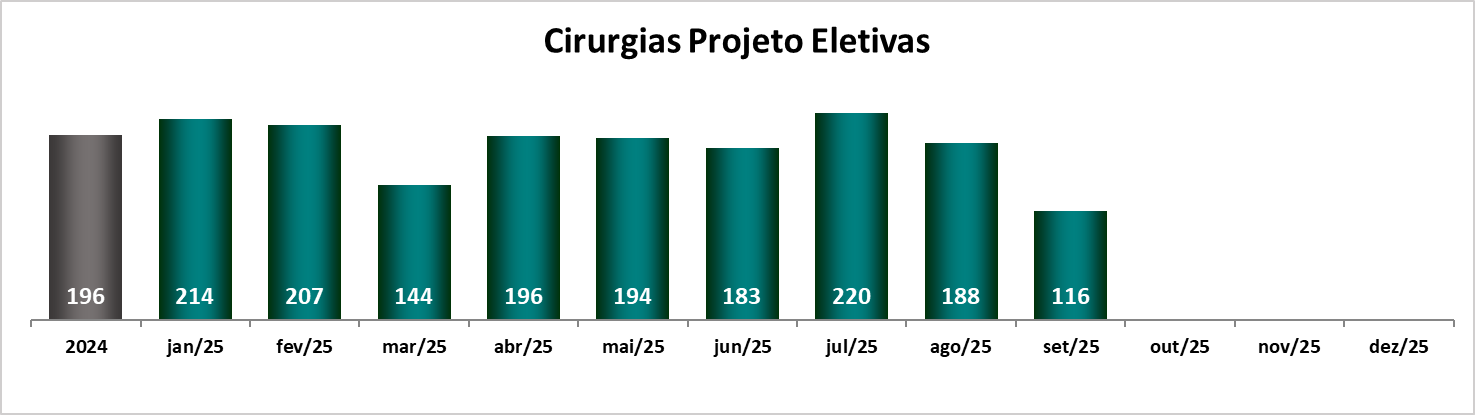 Cirurgias Projeto Eletivas
196 214 207 144 196 194 183 220 188 116
2024 jan/25 fev/25 mar/25 abr/25 mai/25 jun/25 jul/25 ago/25 set/25 out/25 nov/25 dez/25